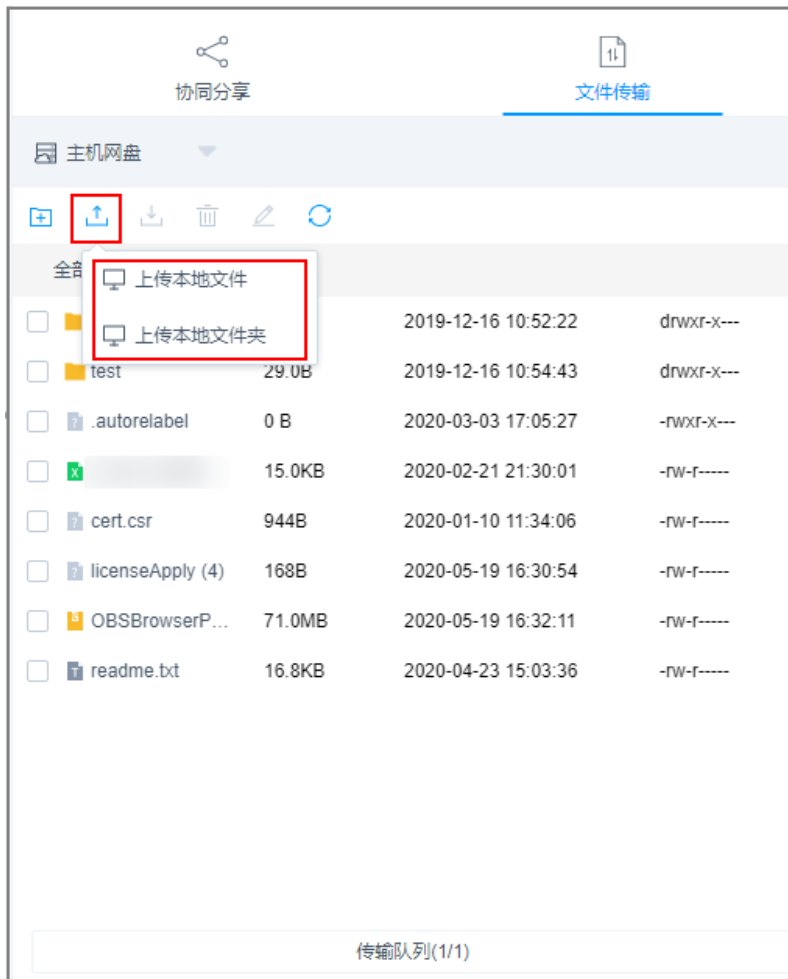 协同分享 文件传输
主机网盘
全部
上传本地文件
上传本地文件夹
2019-12-16 10:52:22 drwxr-x---
test 29.0B 2019-12-16 10:54:43 drwxr-x---
.autorelabel 0 B 2020-03-03 17:05:27 -rwxr-x---
15.0KB 2020-02-21 21:30:01 -rw-r-----
cert.csr 944B 2020-01-10 11:34:06 -rw-r-----
licenseApply (4) 168B 2020-05-19 16:30:54 -rw-r-----
OBSBrowserP... 71.0MB 2020-05-19 16:32:11 -rw-r-----
readme.txt 16.8KB 2020-04-23 15:03:36 -rw-r-----
传输队列(1/1)